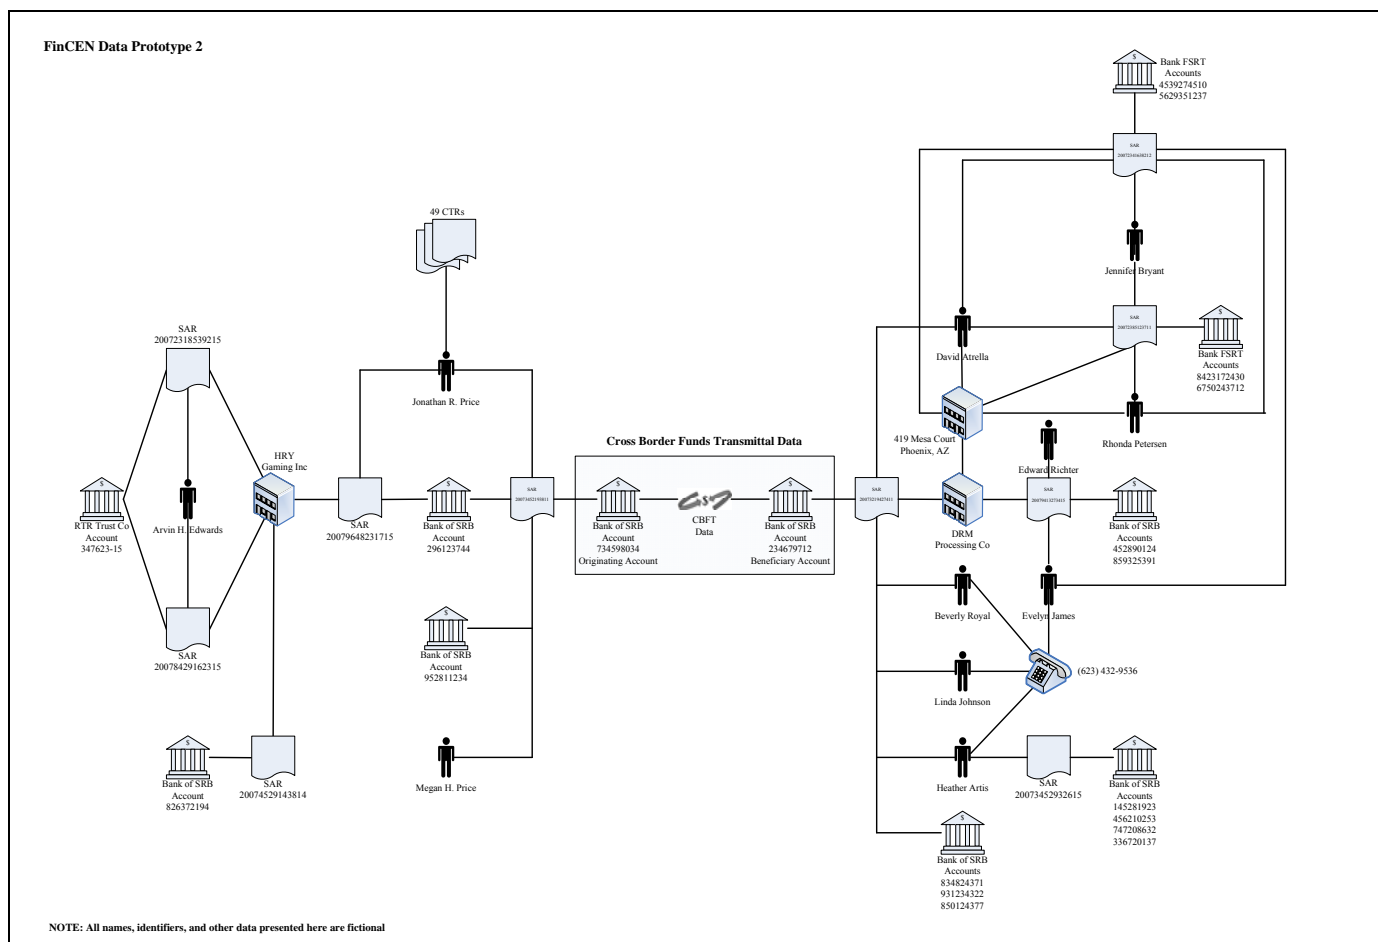 FinCEN Data Prototype 2
$
Bank FSRT
Accounts
4539274510
5629351237
SAR
49 CTRs
Jennifer Bryant
SAR
20072318539215
SAR
$
Bank FSRT
Accounts
8423172430
6750243712
David Atrella
Jonathan R. Price
419 Mesa Court
Phoenix, AZ
Rhonda Petersen
Cross Border Funds Transmittal Data
HRY
Gaming Inc
Edward Richter
$
RTR Trust Co
Account
347623-15
Arvin H. Edwards
SAR
20079648231715
$
Bank of SRB
Account
296123744
SAR
20073452193811
$
Bank of SRB
Account
734598034
Originating Account
CBFT
Data
$
Bank of SRB
Account
234679712
Beneficiary Account
SAR
20073219427411
DRM
Processing Co
SAR
20079412273415
$
Bank of SRB
Accounts
452890124
859325391
Beverly Royal
Evelyn James
$
Bank of SRB
Account
952811234
SAR
20078429162315
(623) 432-9536
Linda Johnson
$
Bank of SRB
Account
826372194
SAR
20074529143814
Megan H. Price
Heather Artis
SAR
20073452932615
$
Bank of SRB
Accounts
145281923
456210253
747208632
336720137
$
Bank of SRB
Accounts
834824371
931234322
850124377
NOTE: All names, identifiers, and other data presented here are fictional